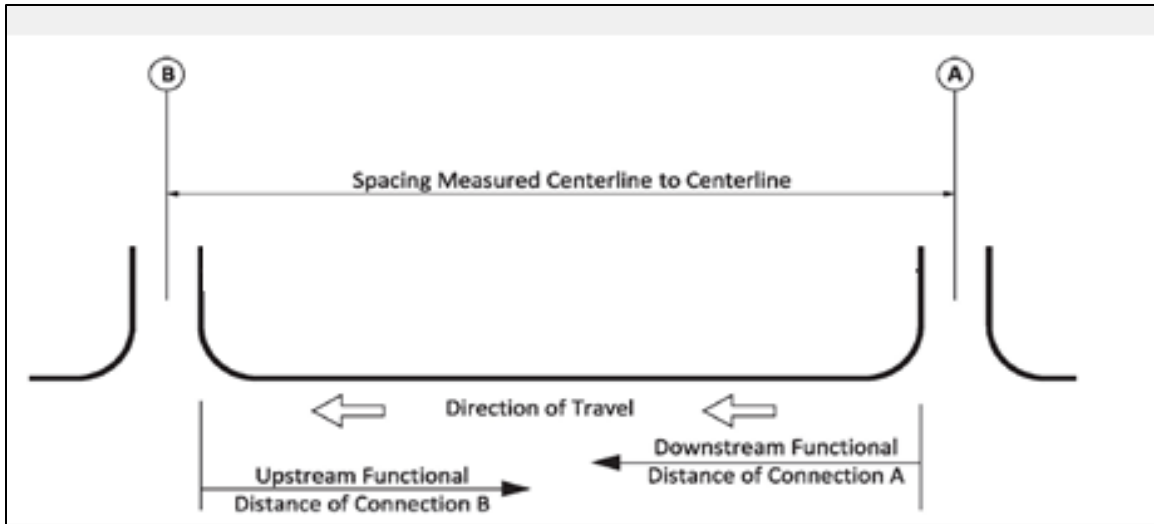 B
A
Spacing Measured Centerline to Centerline
Direction of Travel
Downstream Functional
Distance of Connection A
Upstream Functional
Distance of Connection B